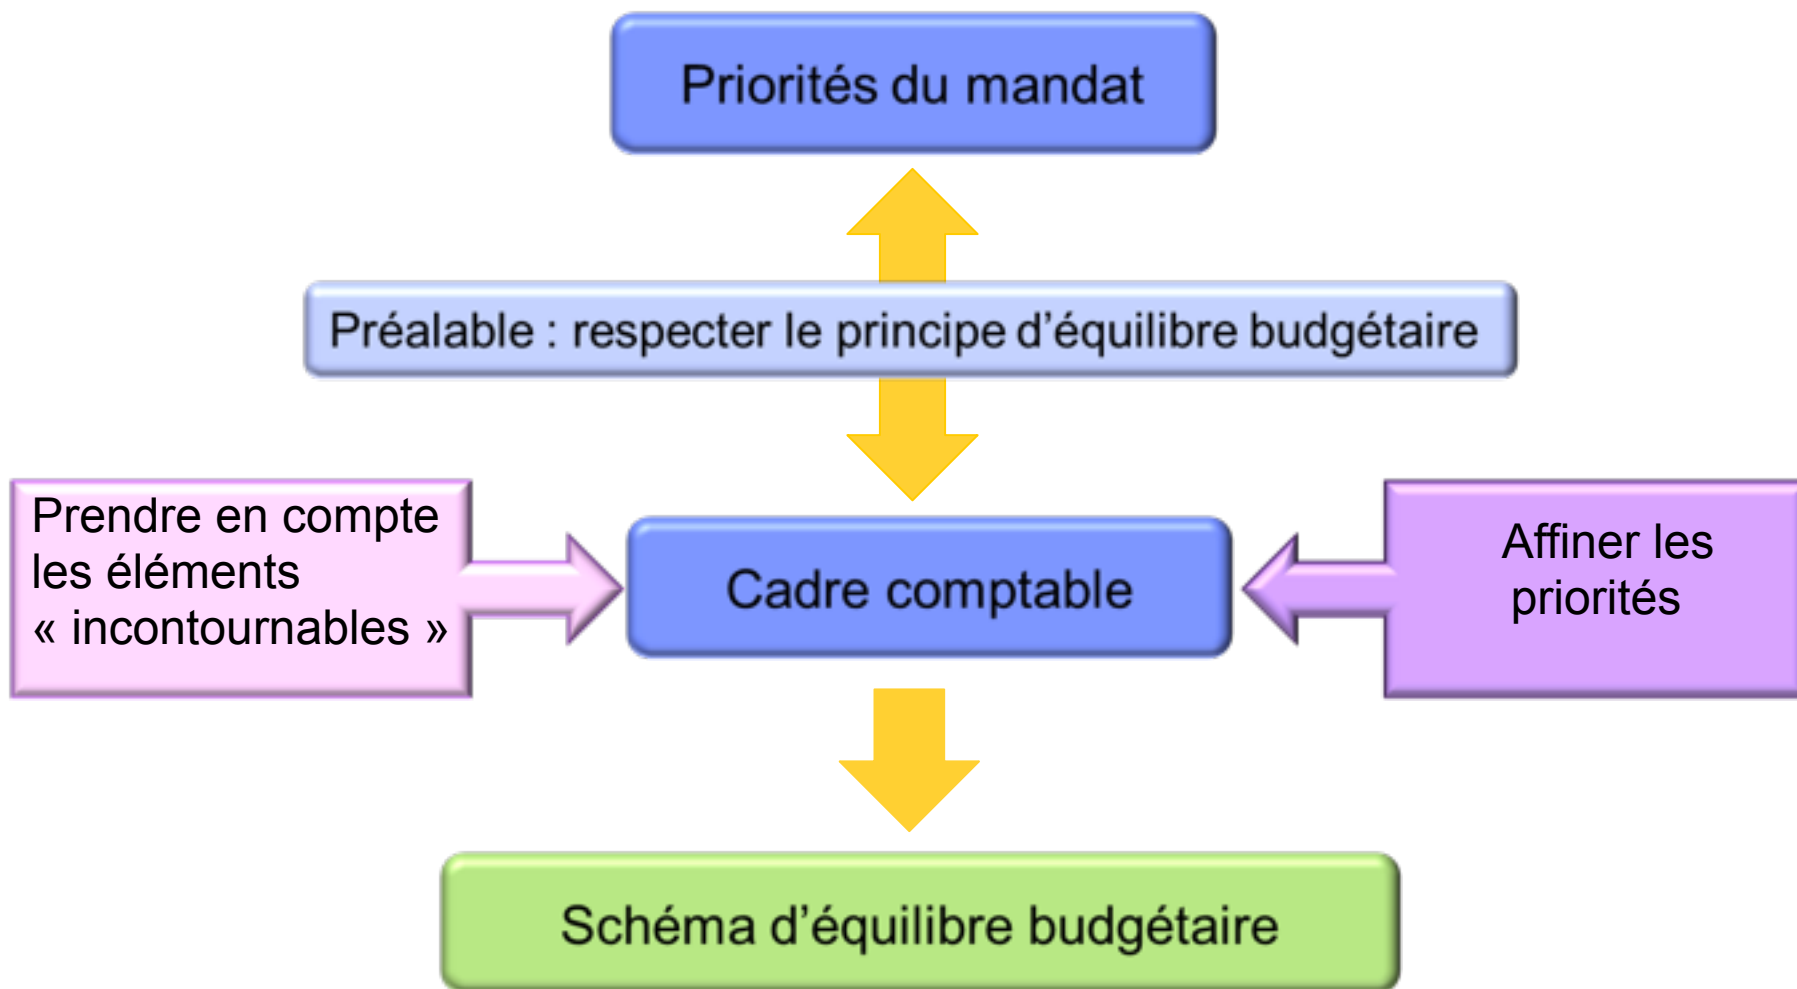 Priorités du mandat
Préalable : respecter le principe d’équilibre budgétaire
Prendre en compte
les éléments
« incontournables »
Cadre comptable
Affiner les
priorités
Schéma d’équilibre budgétaire